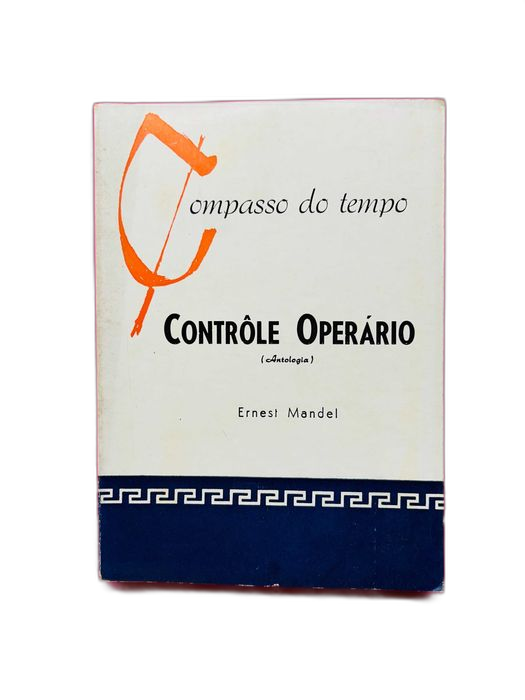 Compasso do tempo
CONTRÔLE OPERÁRIO
(Antologia)
Ernest Mandel